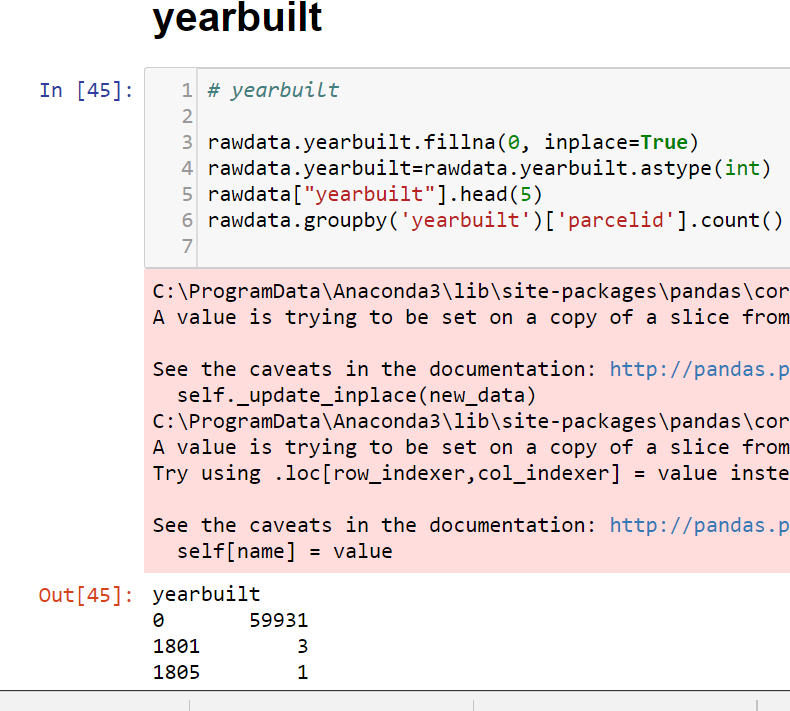 yearbuilt
In [45]:
1 # yearbuilt
2
3 rawdata.yearbuilt.fillna(0, inplace=True)
4 rawdata.yearbuilt=rawdata.yearbuilt.astype(int)
5 rawdata["yearbuilt"].head(5)
6 rawdata.groupby('yearbuilt')['parcelid'].count()
7
C:\ProgramData\Anaconda3\lib\site-packages\pandas\cor
A value is trying to be set on a copy of a slice from
See the caveats in the documentation: http://pandas.p
self._update_inplace(new_data)
C:\ProgramData\Anaconda3\lib\site-packages\pandas\cor
A value is trying to be set on a copy of a slice from
Try using .loc[row_indexer,col_indexer] = value inste
See the caveats in the documentation: http://pandas.p
self[name] = value
Out[45]: yearbuilt
0 59931
1801 3
1805 1